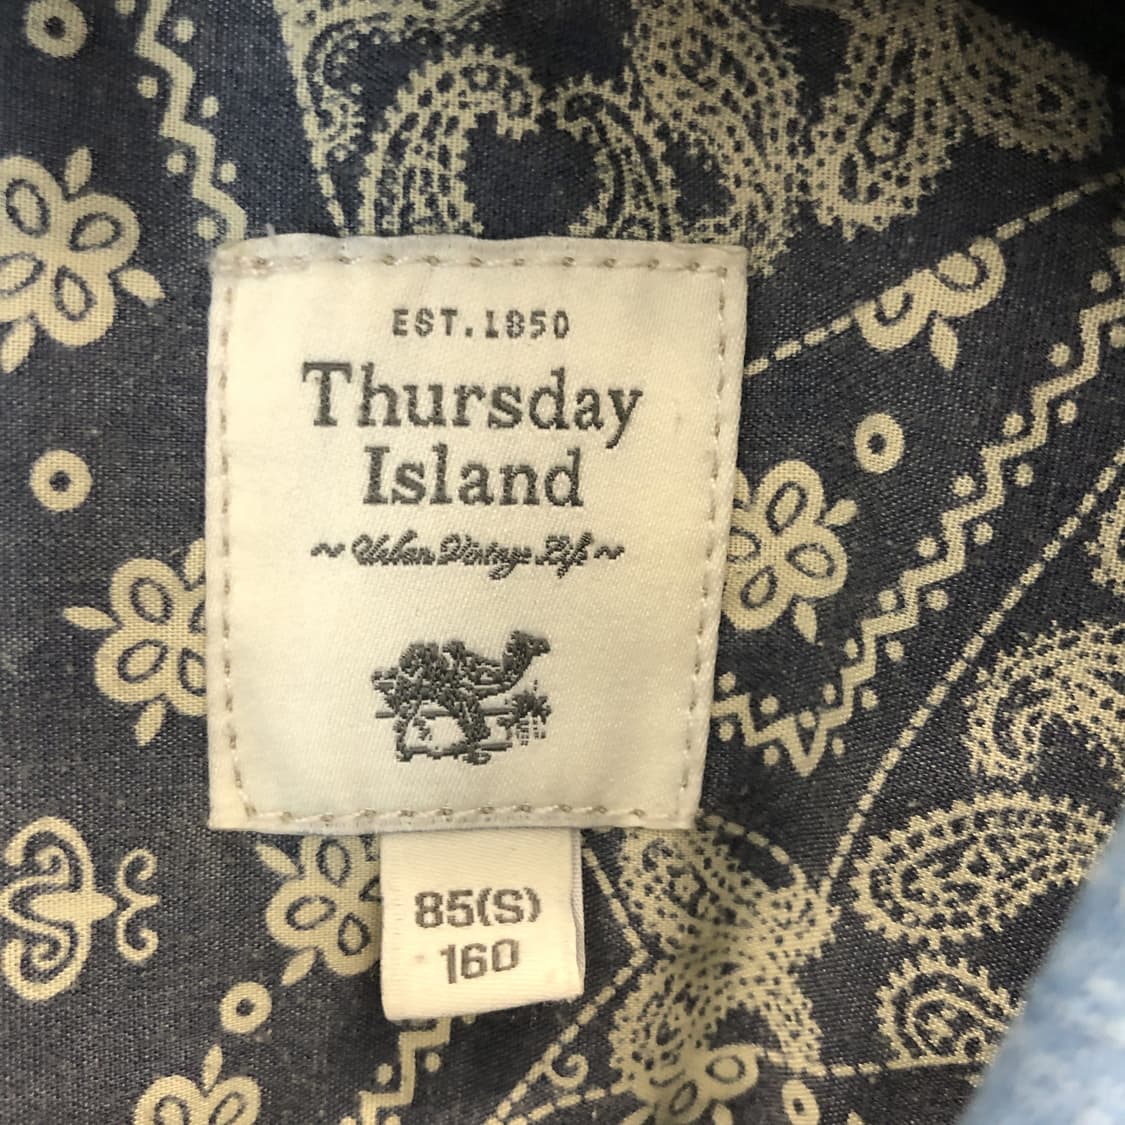 EST.1850
Thursday
Island
~Urban Vintage Life~
85(S)
160